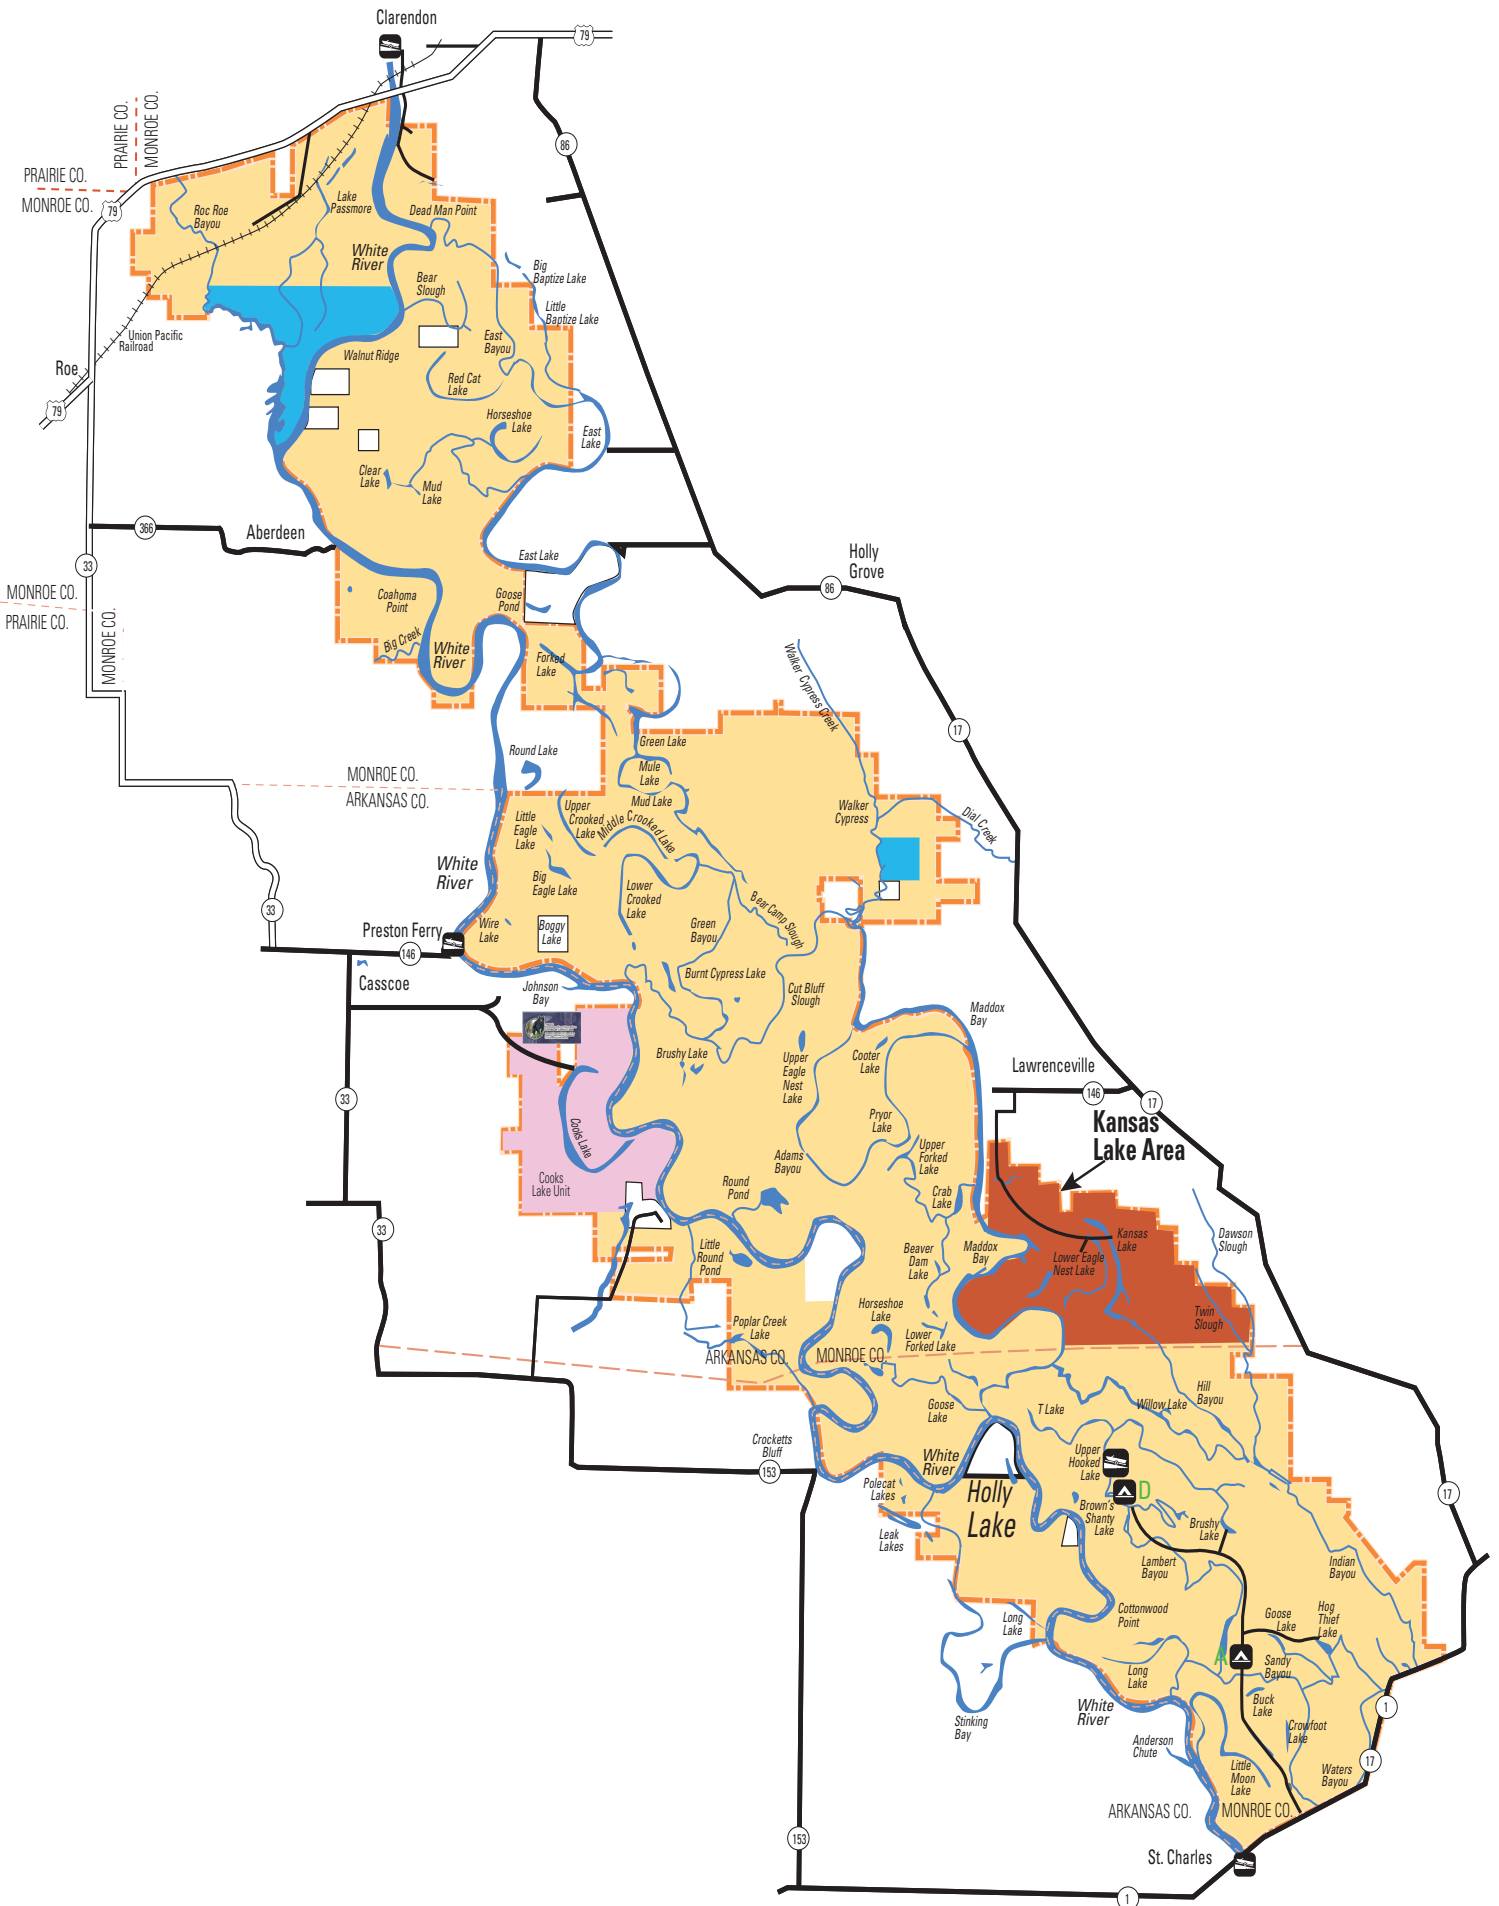 Clarendon
79
PRAIRIE CO.
MONROE CO.
86
PRAIRIE CO.
MONROE CO.
79
Roc Roe
Bayou
Lake
Passmore
Dead Man Point
White
River
Big
Baptize Lake
Bear
Slough
Little
Baptize Lake
Union Pacific
Railroad
East
Bayou
Walnut Ridge
Roe
Red Cat
Lake
79
Horseshoe
Lake
East
Lake
Clear
Lake
Mud
Lake
366
Aberdeen
East Lake
Holly
Grove
33
86
MONROE CO.
PRAIRIE CO.
MONROE CO.
Coahoma
Point
Goose
Pond
Big Creek
White
River
Forked
Lake
Walker Cypress Creek
17
Green Lake
Round Lake
Mule
Lake
MONROE CO.
ARKANSAS CO.
Mud Lake
Upper
Crooked
Lake
Middle Crooked Lake
Little
Eagle
Lake
Walker
Cypress
Dial Creek
White
River
Big
Eagle Lake
Lower
Crooked
Lake
Bear Camp Slough
33
Preston Ferry
Wire
Lake
Boggy
Lake
Green
Bayou
146
Casscoe
Burnt Cypress Lake
Johnson
Bay
Cut Bluff
Slough
Maddox
Bay
Brushy Lake
Upper
Eagle
Nest
Lake
Cooter
Lake
Lawrenceville
146
17
33
Kansas
Lake Area
Pryor
Lake
Cooks Lake
Adams
Bayou
Upper
Forked
Lake
Cooks
Lake Unit
Round
Pond
Crab
Lake
33
Little
Round
Pond
Beaver
Dam
Lake
Maddox
Bay
Kansas
Lake
Lower Eagle
Nest Lake
Dawson
Slough
Horseshoe
Lake
Twin
Slough
Poplar Creek
Lake
Lower
Forked Lake
ARKANSAS CO.
MONROE CO.
Hill
Bayou
Goose
Lake
T Lake
Willow Lake
Crocketts
Bluff
153
White
River
Upper
Hooked
Lake
Polecat
Lakes
Holly
Lake
D
17
Brown's
Shanty
Lake
Brushy
Lake
Leak
Lakes
Lambert
Bayou
Indian
Bayou
Long
Lake
Cottonwood
Point
Goose
Lake
Hog
Thief
Lake
A
Sandy
Bayou
Long
Lake
Buck
Lake
White
River
Stinking
Bay
1
Crowfoot
Lake
Anderson
Chute
17
Little
Moon
Lake
Waters
Bayou
ARKANSAS CO.
MONROE CO.
153
St. Charles
1